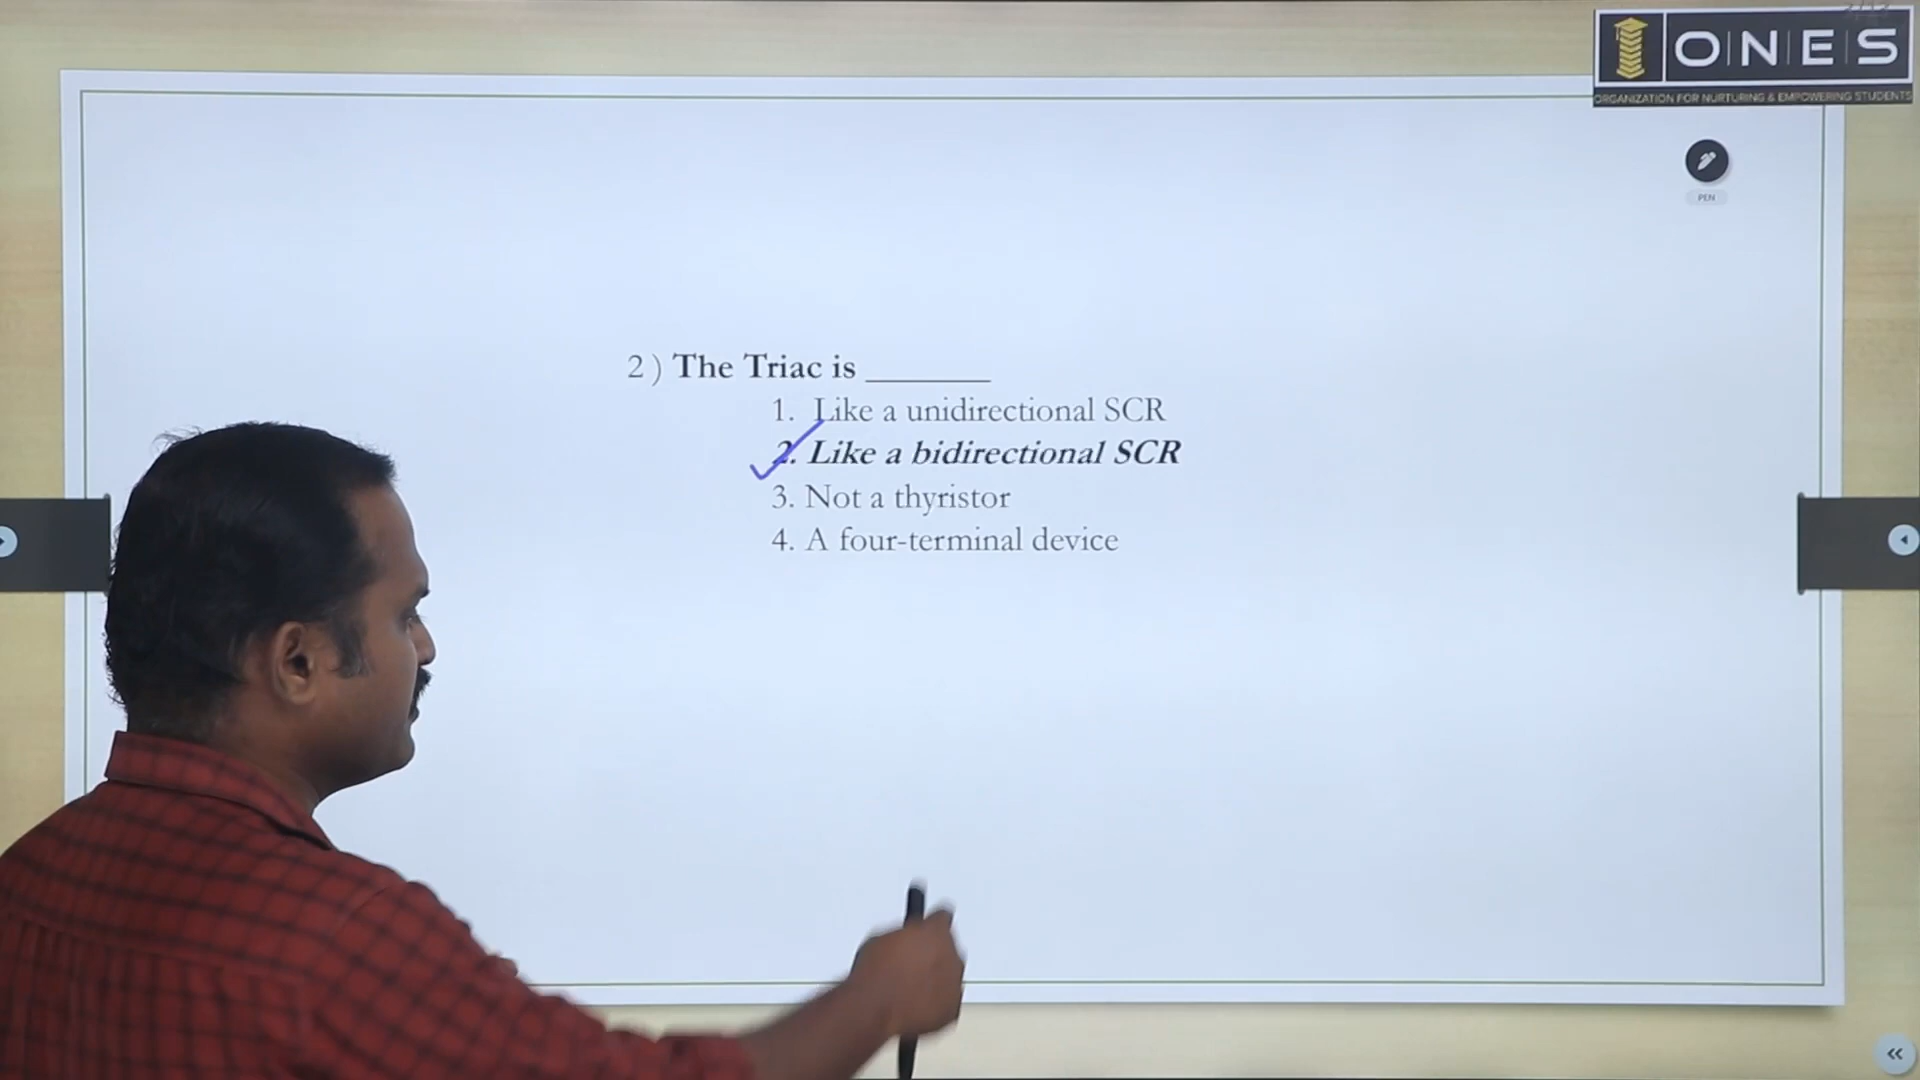 ONES
ORGANIZATION FOR NURTURING & EMPOWERING STUDENTS
PEN
2 ) The Triac is _______
1. Like a unidirectional SCR
2. Like a bidirectional SCR
3. Not a thyristor
4. A four-terminal device